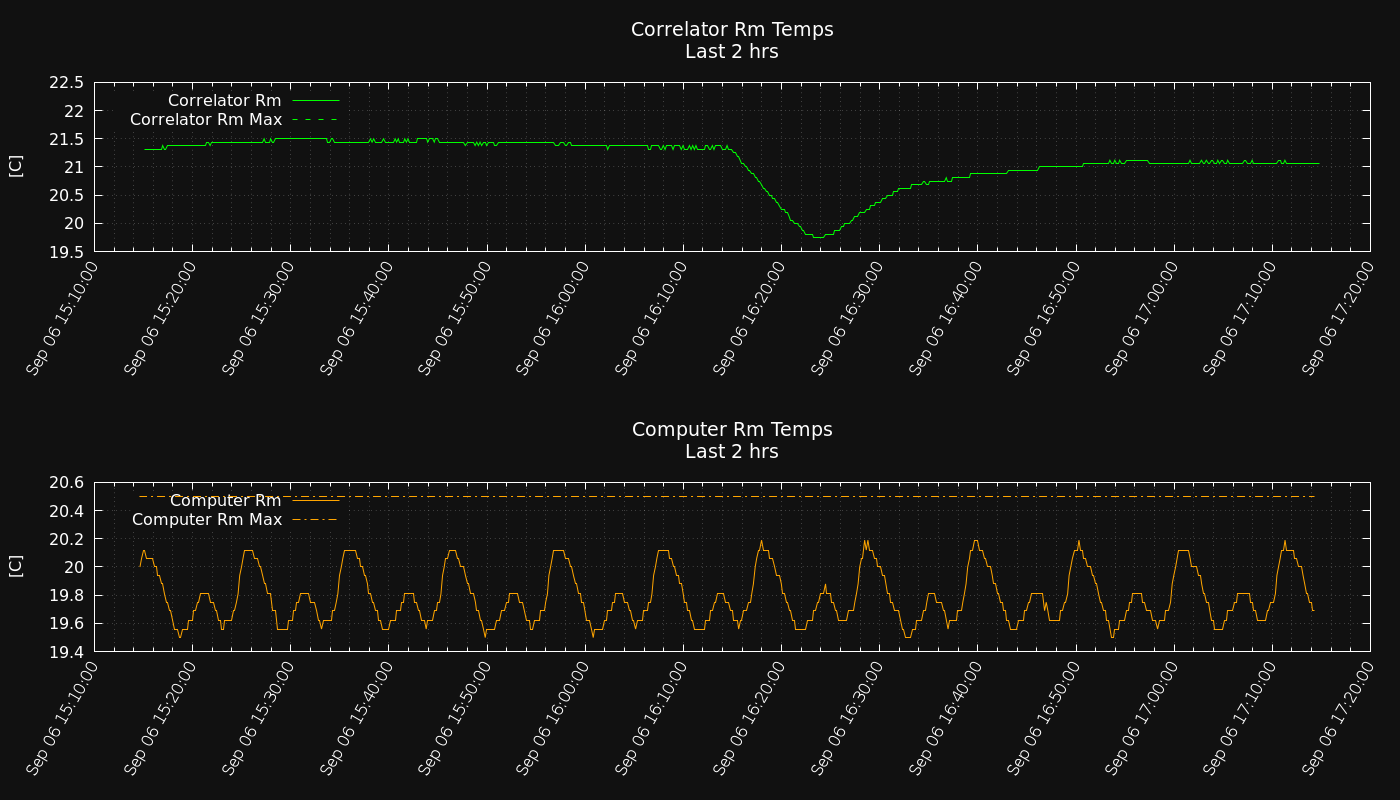 Correlator Rm Temps
Last 2 hrs
22.5
22
21.5
21
20.5
20
19.5
[C]
Correlator Rm
Correlator Rm Max
Sep 06 15:10:00
Sep 06 15:20:00
Sep 06 15:30:00
Sep 06 15:40:00
Sep 06 15:50:00
Sep 06 16:00:00
Sep 06 16:10:00
Sep 06 16:20:00
Sep 06 16:30:00
Sep 06 16:40:00
Sep 06 16:50:00
Sep 06 17:00:00
Sep 06 17:10:00
Sep 06 17:20:00
Computer Rm Temps
Last 2 hrs
20.6
20.4
20.2
20
19.8
19.6
19.4
[C]
Computer Rm
Computer Rm Max
Sep 06 15:10:00
Sep 06 15:20:00
Sep 06 15:30:00
Sep 06 15:40:00
Sep 06 15:50:00
Sep 06 16:00:00
Sep 06 16:10:00
Sep 06 16:20:00
Sep 06 16:30:00
Sep 06 16:40:00
Sep 06 16:50:00
Sep 06 17:00:00
Sep 06 17:10:00
Sep 06 17:20:00